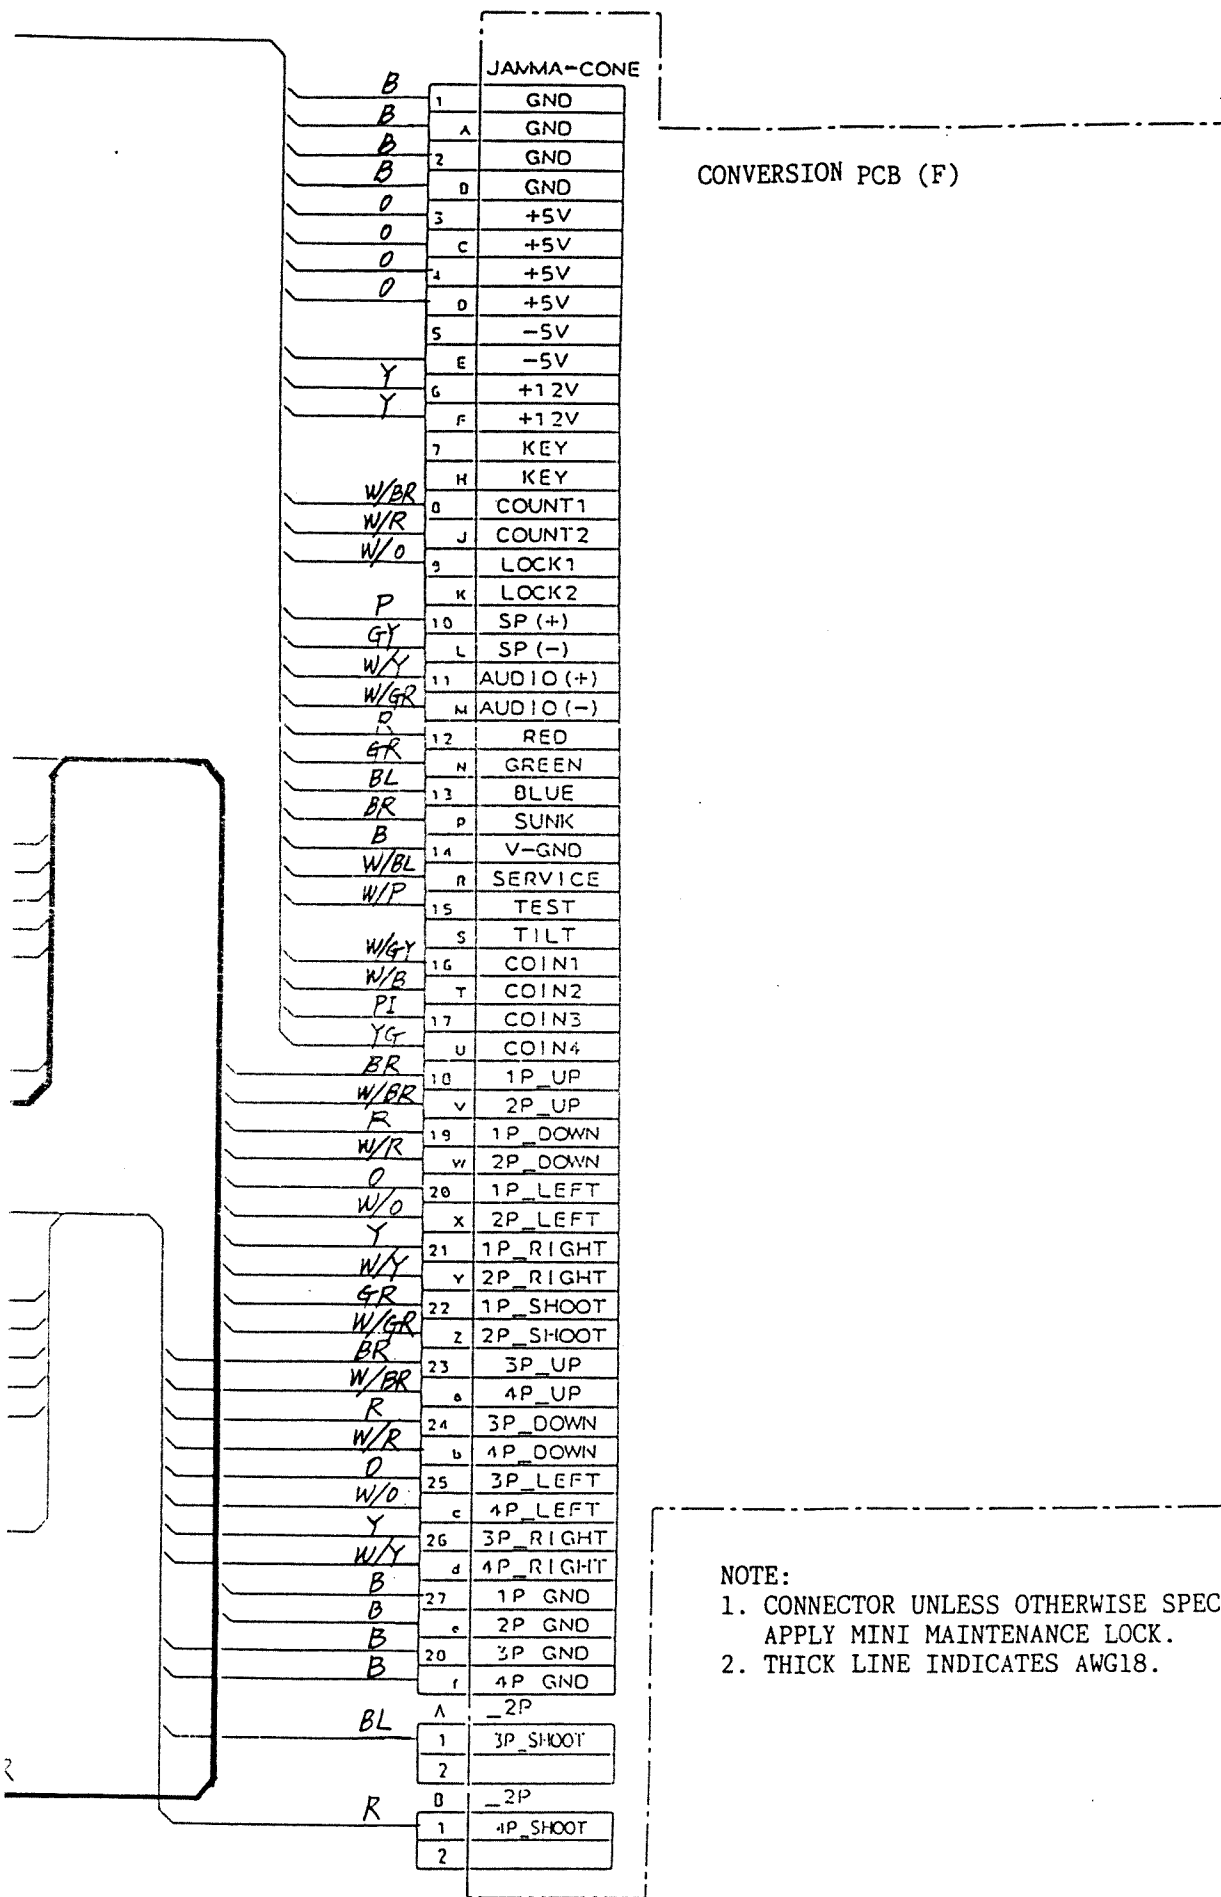 JAMMA-CONE
B 1 GND
B A GND
B 2 GND
B B GND
O 3 +5V
O C +5V
O 4 +5V
O D +5V
5 -5V
E -5V
Y 6 +12V
Y F +12V
7 KEY
H KEY
W/BR 8 COUNT1
W/R J COUNT2
W/O 9 LOCK1
K LOCK2
P 10 SP(+)
GY L SP(-)
W/Y 11 AUDIO(+)
W/GR M AUDIO(-)
R 12 RED
GR N GREEN
BL 13 BLUE
BR P SUNK
B 14 V-GND
W/BL R SERVICE
W/P 15 TEST
S TILT
W/GY 16 COIN1
W/B T COIN2
PI 17 COIN3
YG U COIN4
BR 18 1P_UP
W/BR V 2P_UP
R 19 1P_DOWN
W/R W 2P_DOWN
O 20 1P_LEFT
W/O X 2P_LEFT
Y 21 1P_RIGHT
W/Y Y 2P_RIGHT
GR 22 1P_SHOOT
W/GR Z 2P_SHOOT
BR 23 3P_UP
W/BR a 4P_UP
R 24 3P_DOWN
W/R b 4P_DOWN
O 25 3P_LEFT
W/O c 4P_LEFT
Y 26 3P_RIGHT
W/Y d 4P_RIGHT
B 27 1P GND
B e 2P GND
B 28 3P GND
B f 4P GND
A _2P
BL 1 3P_SHOOT
2
B _2P
R 1 4P_SHOOT
2
CONVERSION PCB (F)
NOTE:
1. CONNECTOR UNLESS OTHERWISE SPEC
APPLY MINI MAINTENANCE LOCK.
2. THICK LINE INDICATES AWG18.